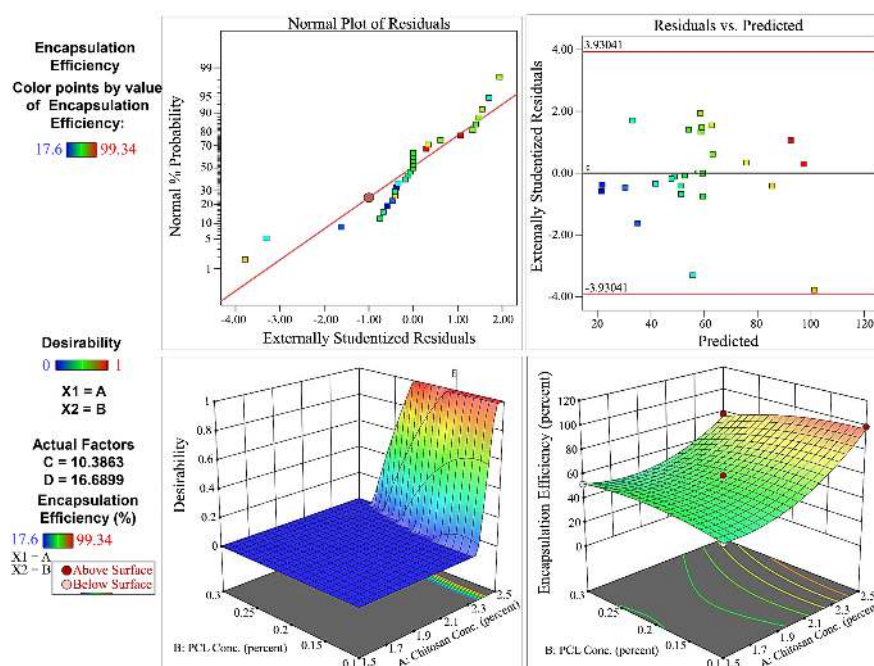 Encapsulation
Efficiency
Color points by value
of Encapsulation
Efficiency:
17.6 99.34
Normal Plot of Residuals
Normal % Probability
99
95
90
80
70
50
30
20
10
5
1
-4.00 -3.00 -2.00 -1.00 0.00 1.00 2.00
Externally Studentized Residuals
Residuals vs. Predicted
Externally Studentized Residuals
4.00
3.93041
2.00
0.00
-2.00
-3.93041
-4.00
20 40 60 80 100 120
Predicted
Desirability
0 1
X1 = A
X2 = B
Actual Factors
C = 10.3863
D = 16.6899
Encapsulation
Efficiency (%)
17.6 99.34
X1 = A
X2 = B
Above Surface
Below Surface
Desirability
1
0.8
0.6
0.4
0.2
0
0.3
0.25
0.2
0.15
0.1
1.5
1.7
1.9
2.1
2.3
2.5
B: PCL Conc. (percent)
A: Chitosan Conc. (percent)
Encapsulation Efficiency (percent)
120
100
80
60
40
20
0
0.3
0.25
0.2
0.15
0.1
1.5
1.7
1.9
2.1
2.3
2.5
B: PCL Conc. (percent)
A: Chitosan Conc. (percent)